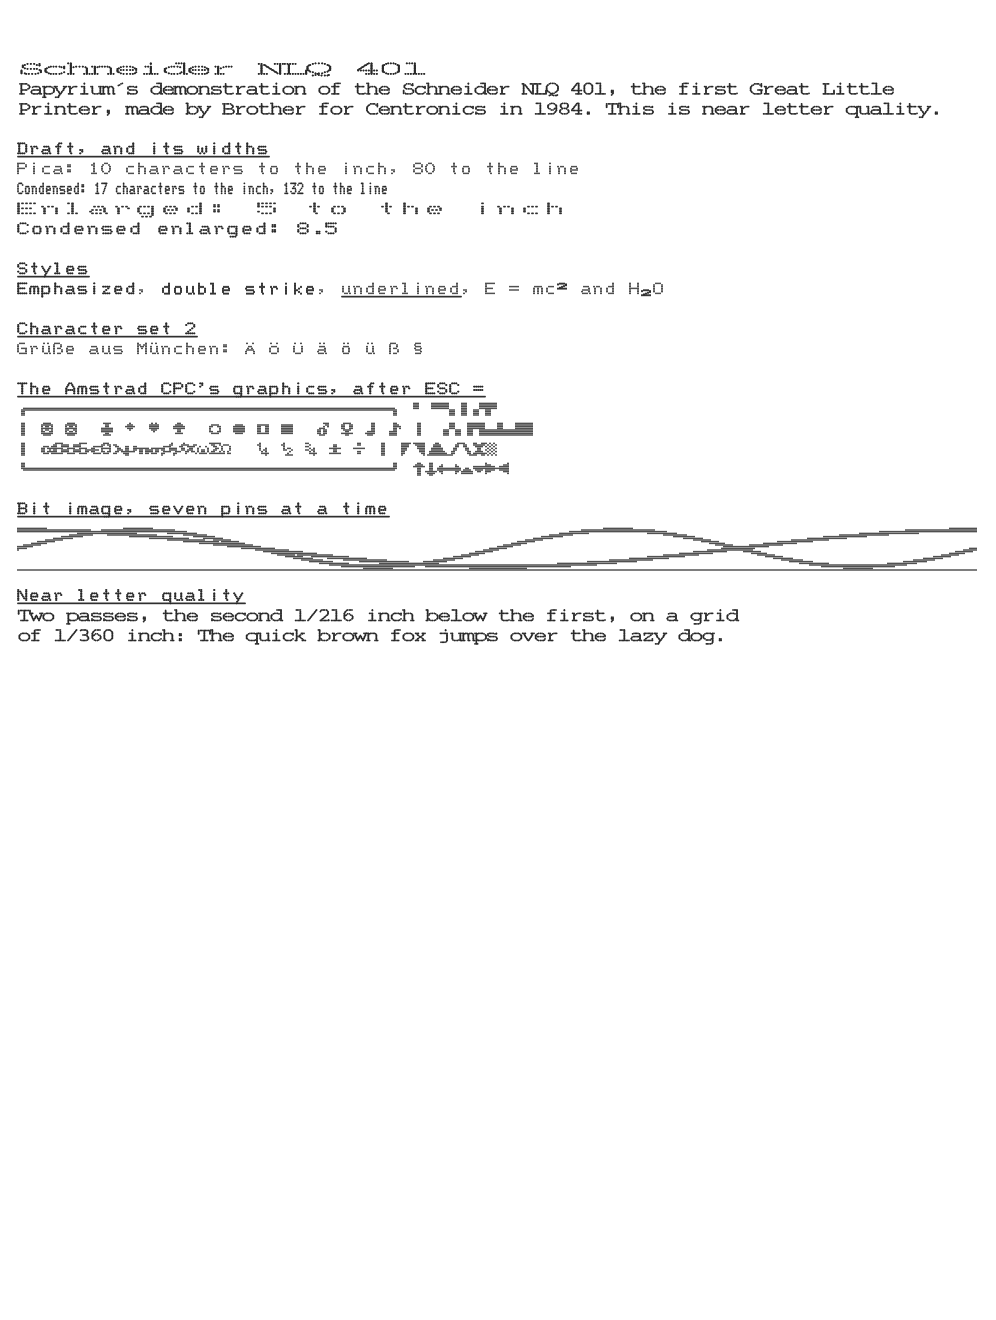 Schneider NLQ 401
Papyrium´s demonstration of the Schneider NLQ 401, the first Great Little
Printer, made by Brother for Centronics in 1984. This is near letter quality.
Draft, and its widths
Pica: 10 characters to the inch, 80 to the line
Condensed: 17 characters to the inch, 132 to the line
Enlarged: 5 to the inch
Condensed enlarged: 8.5
Styles
Emphasized, double strike, underlined, E = mc² and H₂O
Character set 2
Grüße aus München: Ä ö Ü ä ö ü ß §
The Amstrad CPC's graphics, after ESC =
¼ ½ ¾ ± ÷
Bit image, seven pins at a time
Near letter quality
Two passes, the second 1/216 inch below the first, on a grid
of 1/360 inch: The quick brown fox jumps over the lazy dog.